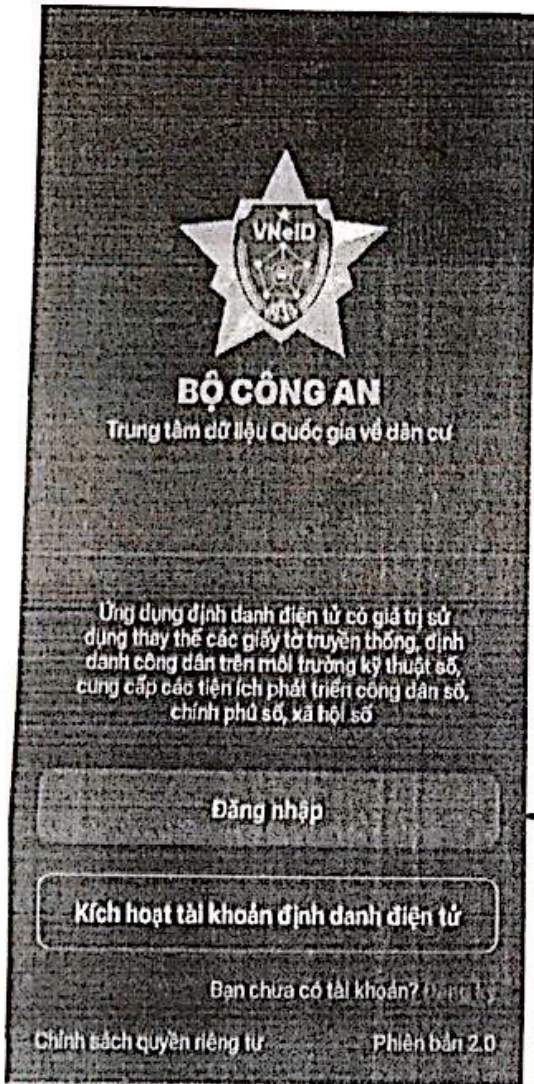 VNeID
BỘ CÔNG AN
Trung tâm dữ liệu Quốc gia về dân cư
Ứng dụng định danh điện tử có giá trị sử
dụng thay thế các giấy tờ truyền thống, định
danh công dân trên môi trường kỹ thuật số,
cung cấp các tiện ích phát triển công dân số,
chính phủ số, xã hội số
Đăng nhập
Kích hoạt tài khoản định danh điện tử
Bạn chưa có tài khoản? Đăng ký
Chính sách quyền riêng tư
Phiên bản 2.0